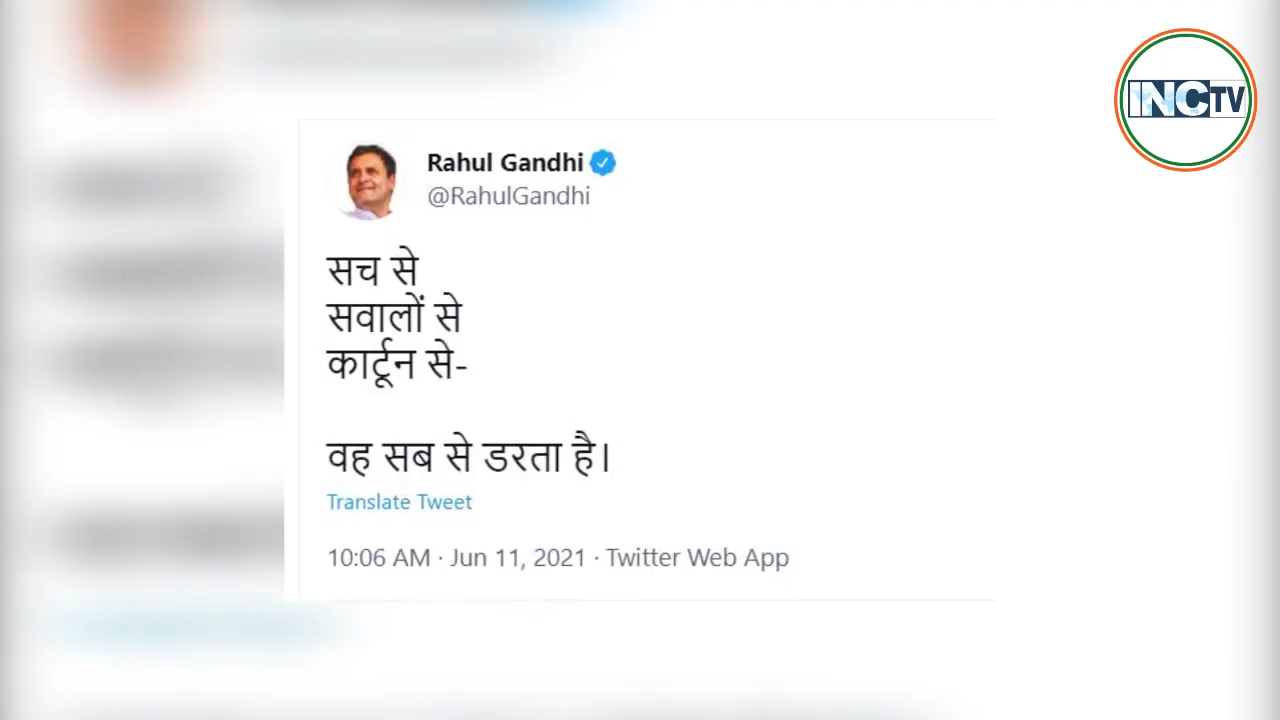 INCTV
Rahul Gandhi
@RahulGandhi
सच से
सवालों से
कार्टून से-
वह सब से डरता है।
Translate Tweet
10:06 AM · Jun 11, 2021 · Twitter Web App